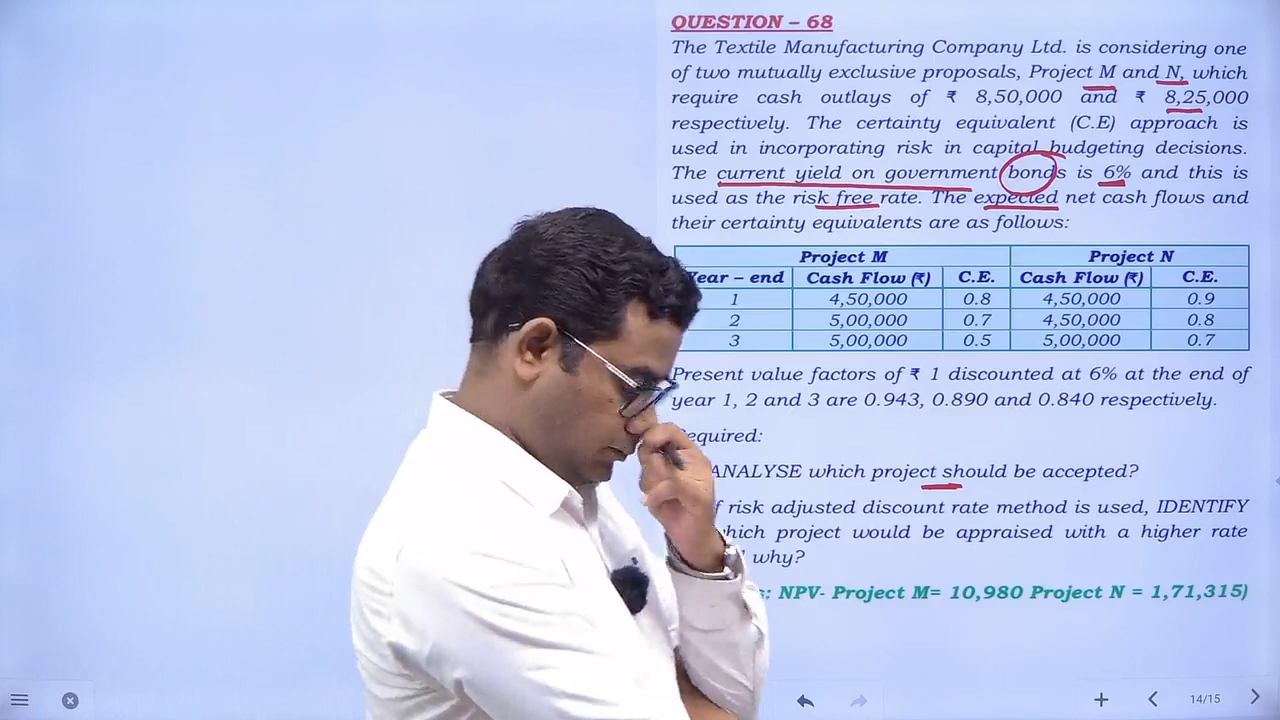 QUESTION – 68
The Textile Manufacturing Company Ltd. is considering one
of two mutually exclusive proposals, Project M and N, which
require cash outlays of ₹ 8,50,000 and ₹ 8,25,000
respectively. The certainty equivalent (C.E) approach is
used in incorporating risk in capital budgeting decisions.
The current yield on government bonds is 6% and this is
used as the risk free rate. The expected net cash flows and
their certainty equivalents are as follows:
Project M Project N
Year – end Cash Flow (₹) C.E. Cash Flow (₹) C.E.
1 4,50,000 0.8 4,50,000 0.9
2 5,00,000 0.7 4,50,000 0.8
3 5,00,000 0.5 5,00,000 0.7
Present value factors of ₹ 1 discounted at 6% at the end of
year 1, 2 and 3 are 0.943, 0.890 and 0.840 respectively.
equired:
ANALYSE which project should be accepted?
f risk adjusted discount rate method is used, IDENTIFY
which project would be appraised with a higher rate
why?
s: NPV- Project M= 10,980 Project N = 1,71,315)
14/15